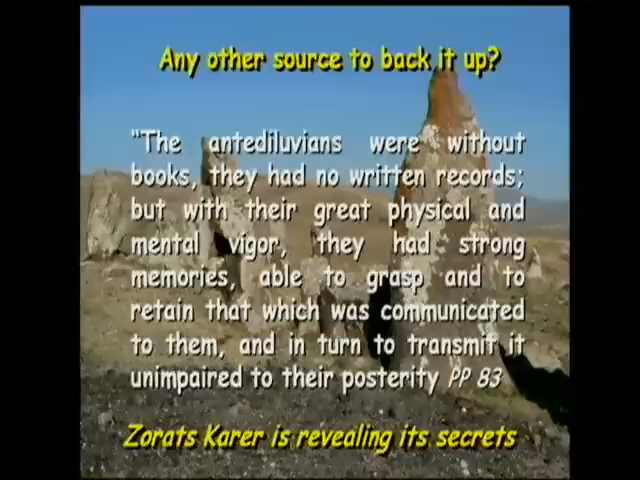 Any other source to back it up?
"The antediluvians were without
books, they had no written records;
but with their great physical and
mental vigor, they had strong
memories, able to grasp and to
retain that which was communicated
to them, and in turn to transmit it
unimpaired to their posterity PP 83
Zorats Karer is revealing its secrets